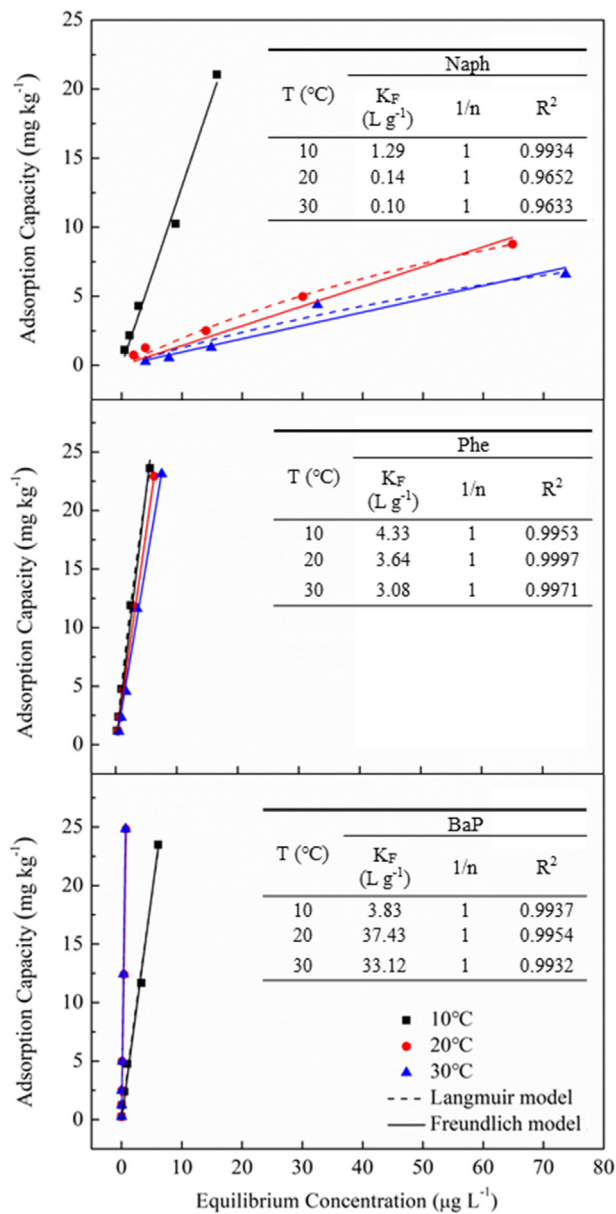 Adsorption Capacity (mg kg⁻¹)
25
20
15
10
5
0
Naph
T (°C) K_F (L g⁻¹) 1/n R²
10 1.29 1 0.9934
20 0.14 1 0.9652
30 0.10 1 0.9633
Adsorption Capacity (mg kg⁻¹)
25
20
15
10
5
0
Phe
T (°C) K_F (L g⁻¹) 1/n R²
10 4.33 1 0.9953
20 3.64 1 0.9997
30 3.08 1 0.9971
Adsorption Capacity (mg kg⁻¹)
25
20
15
10
5
0
BaP
T (°C) K_F (L g⁻¹) 1/n R²
10 3.83 1 0.9937
20 37.43 1 0.9954
30 33.12 1 0.9932
10°C
20°C
30°C
Langmuir model
Freundlich model
0 10 20 30 40 50 60 70 80
Equilibrium Concentration (μg L⁻¹)